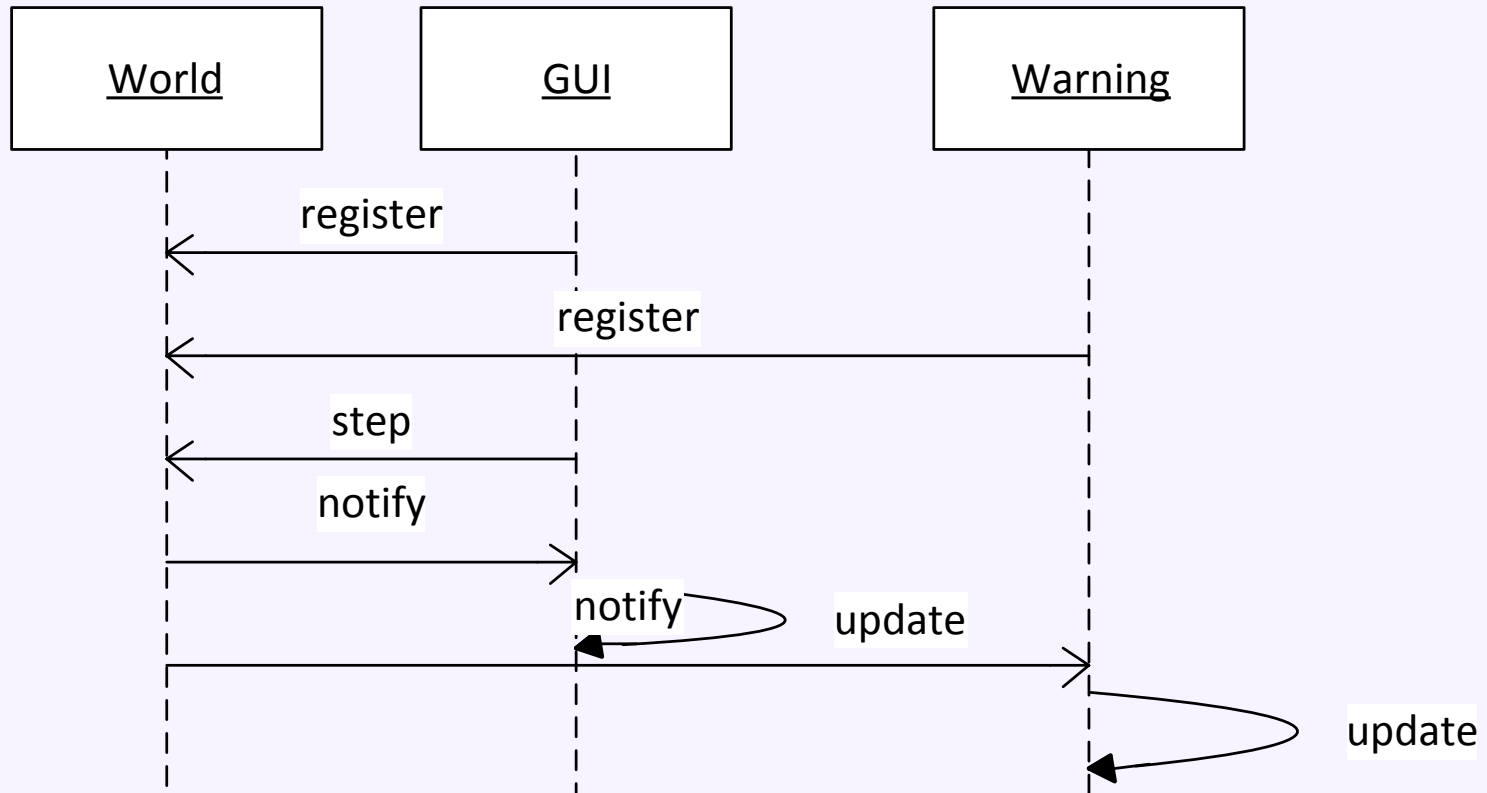 World
GUI
Warning
register
register
step
notify
notify
update
update